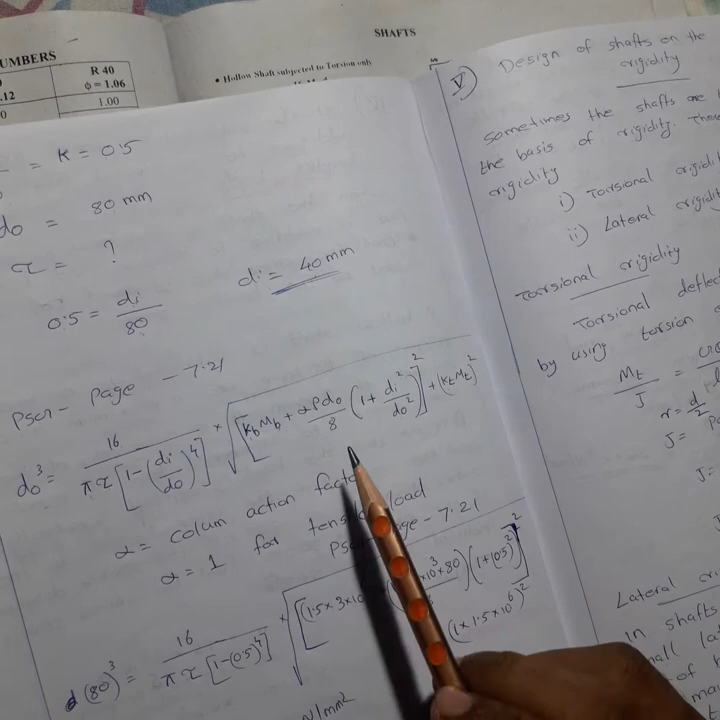 SHAFTS
UMBERS
R 40
φ = 1.06
.12
1.00
0
• Hollow Shaft subjected to Torsion only
= K = 0.5
do = 80 mm
τ = ?
di = 40 mm
0.5 = di/80
PSG - Page - 7.21
do³ = 16/(πτ[1-(di/do)⁴]) × √([KbMb + αPdo/8 (1 + di²/do²)]² + (KtMt)²)
α = colum action
α = 1 for load
PSG Page - 7.21
(80)³ = 16/(πτ[1-(0.5)⁴]) × √([(1.5×3×10 ×10³×80 )(1+(0.5)²)]² (1×1.5×10⁶)²
N/mm²
V) Design of shafts on the
rigidity
Sometimes the shafts are
the basis of rigidity.
rigidity
i) Torsional rigidit
ii) Lateral rigidit
Torsional rigidity
Torsional deflec
by using torsion
Mt/J =
r = d/2
J =
J =
Lateral
In shafts